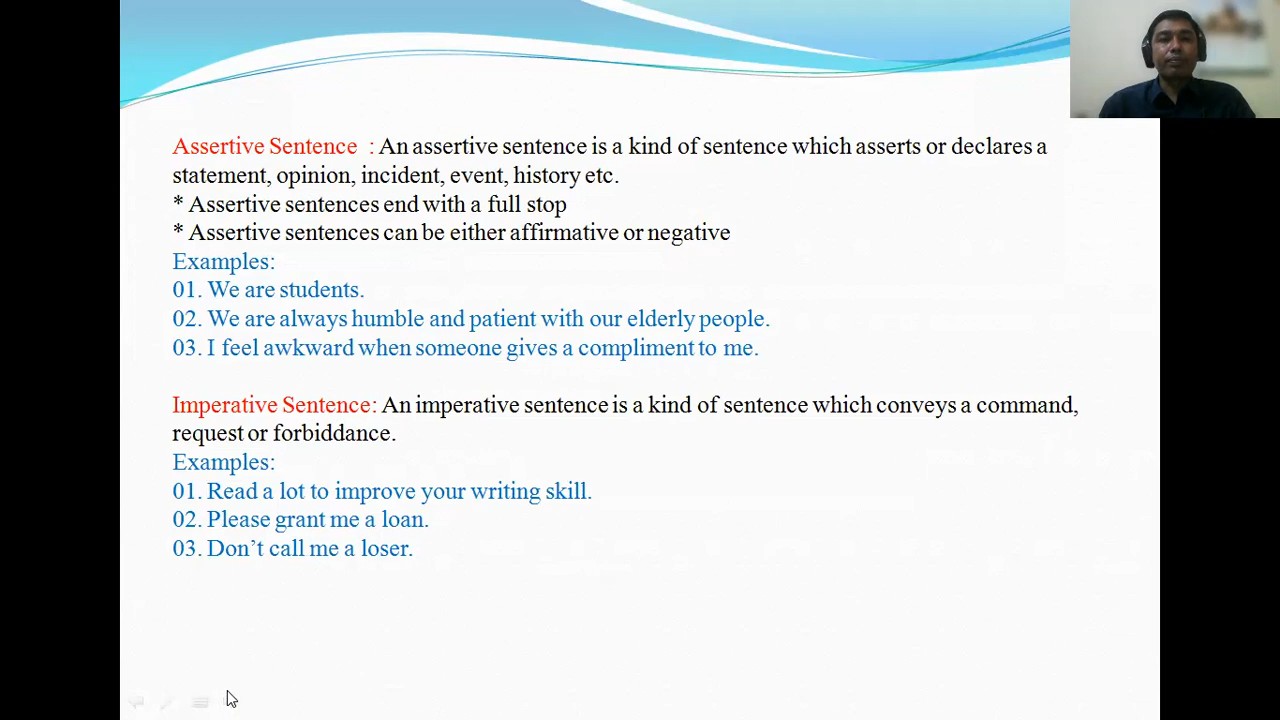 Assertive Sentence : An assertive sentence is a kind of sentence which asserts or declares a
statement, opinion, incident, event, history etc.
* Assertive sentences end with a full stop
* Assertive sentences can be either affirmative or negative
Examples:
01. We are students.
02. We are always humble and patient with our elderly people.
03. I feel awkward when someone gives a compliment to me.
Imperative Sentence: An imperative sentence is a kind of sentence which conveys a command,
request or forbiddance.
Examples:
01. Read a lot to improve your writing skill.
02. Please grant me a loan.
03. Don’t call me a loser.